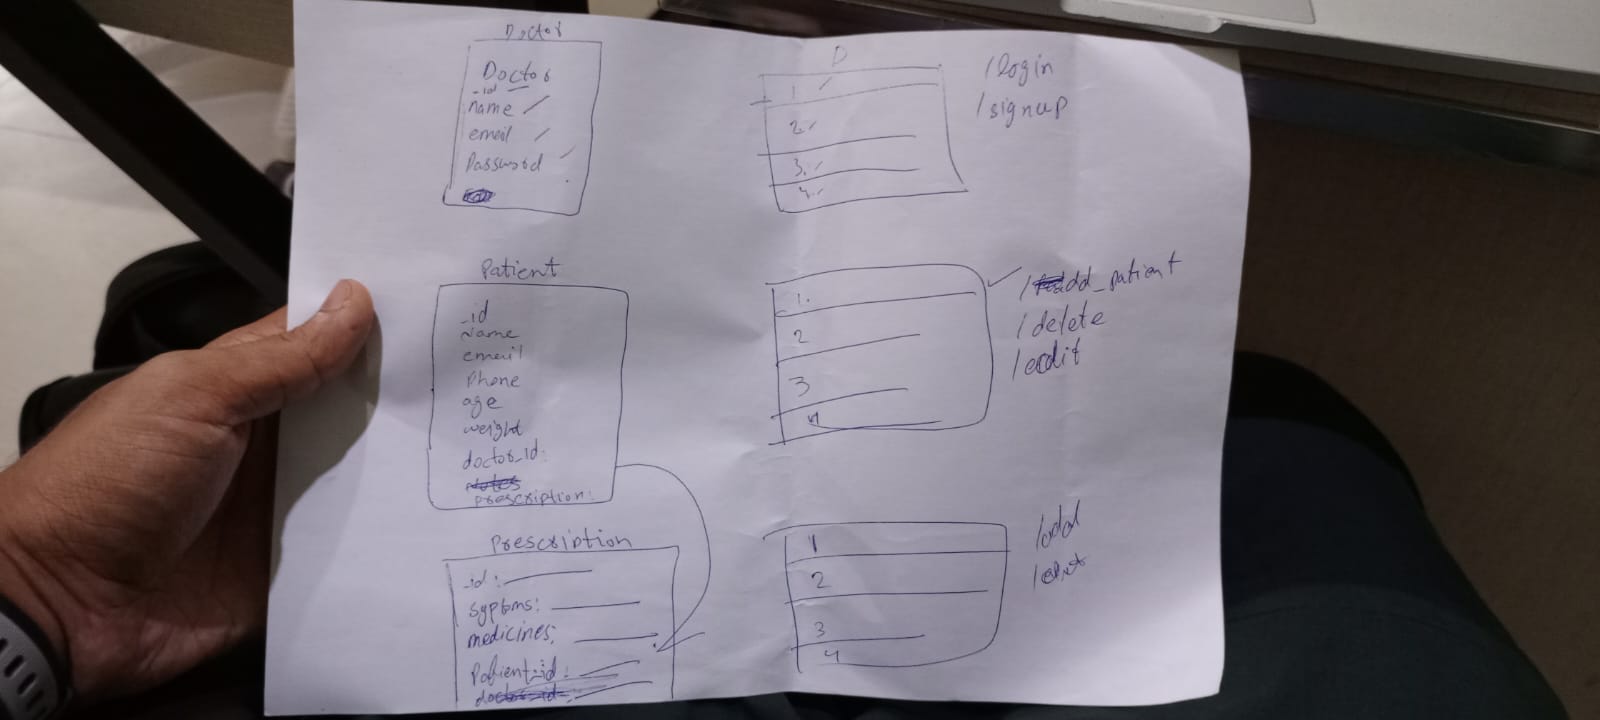 Doctor
Doctor
_id
name
email
Password
D
1
2.
3.
4.
/login
/signup
Patient
_id
Name
email
Phone
age
weight
doctor_id:
notes
prescription:
1.
2
3
4
/add_patient
/delete
/edit
Prescription
_id:
Syptoms:
medicines:
Patient_id:
doctor_id:
1
2
3
4
/add